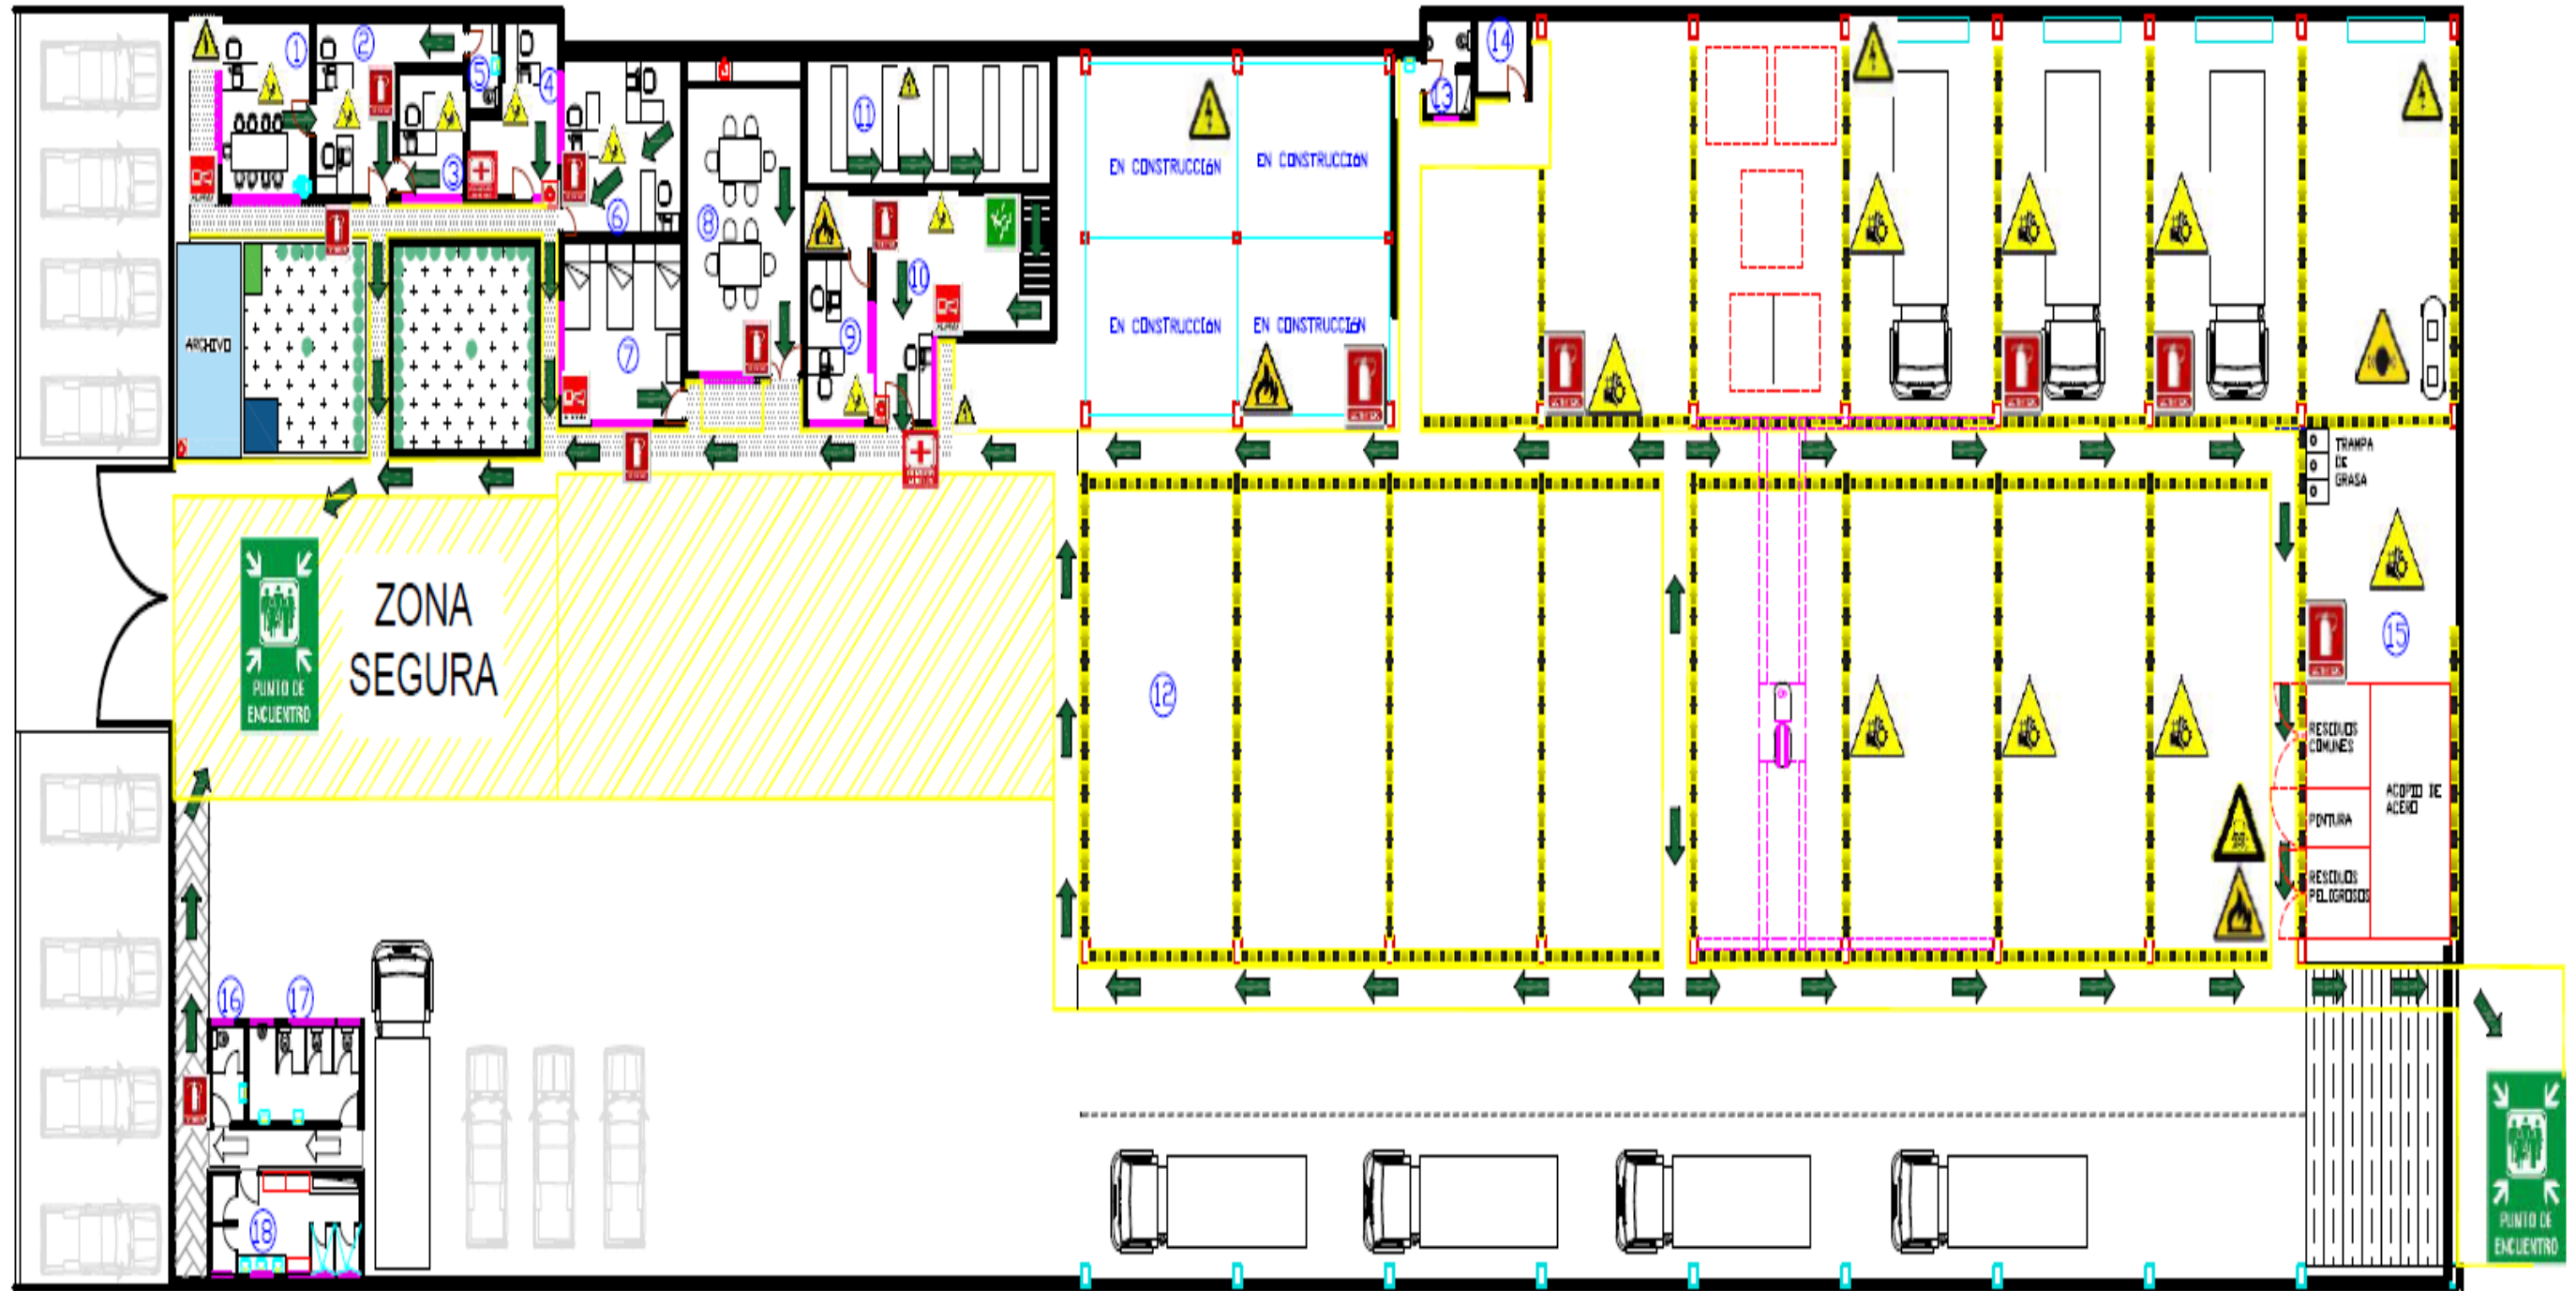 1
2
5
4
3
6
7
8
11
10
9
14
13
EN CONSTRUCCIóN
EN CONSTRUCCIóN
EN CONSTRUCCIóN
EN CONSTRUCCIóN
ARCHIVO
TRAMPA
DE
GRASA
ZONA
SEGURA
PUNTO DE
ENCUENTRO
12
15
RESIDUOS
COMUNES
PINTURA
RESIDUOS
PELIGROSOS
ACOPIO DE
ACERO
16
17
18
PUNTO DE
ENCUENTRO